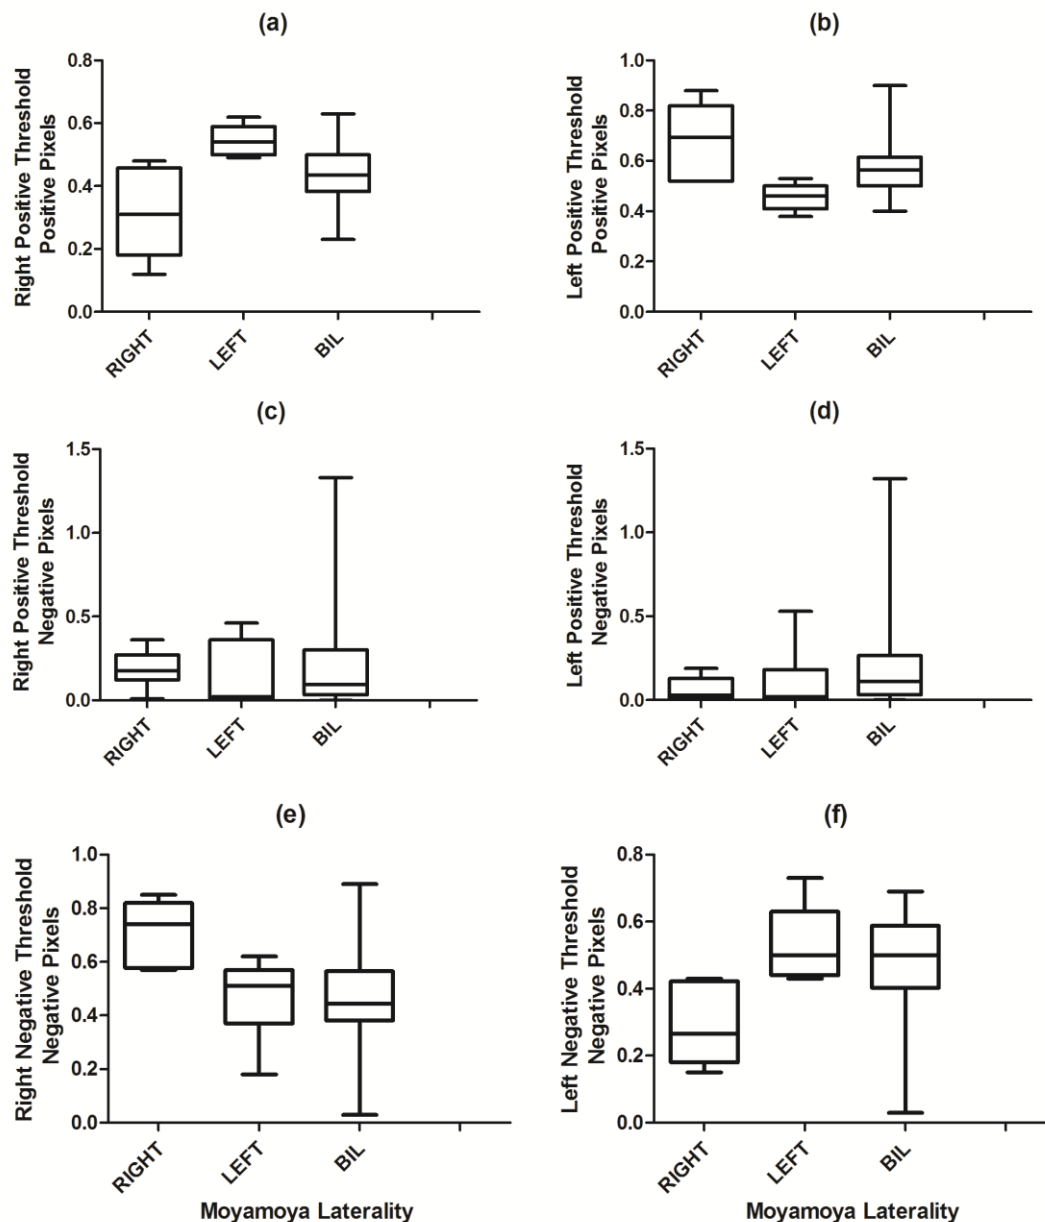 (a)
Right Positive Threshold
Positive Pixels
0.8
0.6
0.4
0.2
0.0
RIGHT
LEFT
BIL
(b)
Left Positive Threshold
Positive Pixels
1.0
0.8
0.6
0.4
0.2
0.0
RIGHT
LEFT
BIL
(c)
Right Positive Threshold
Negative Pixels
1.5
1.0
0.5
0.0
RIGHT
LEFT
BIL
(d)
Left Positive Threshold
Negative Pixels
1.5
1.0
0.5
0.0
RIGHT
LEFT
BIL
(e)
Right Negative Threshold
Negative Pixels
1.0
0.8
0.6
0.4
0.2
0.0
RIGHT
LEFT
BIL
Moyamoya Laterality
(f)
Left Negative Threshold
Negative Pixels
0.8
0.6
0.4
0.2
0.0
RIGHT
LEFT
BIL
Moyamoya Laterality